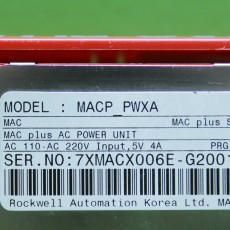 MODEL : MACP_PWXA
MAC MAC plus S
MAC plus AC POWER UNIT
AC 110-AC 220V Input,5V 4A PRG
SER.NO:7XMACX006E-G2001
Rockwell Automation Korea Ltd. MA